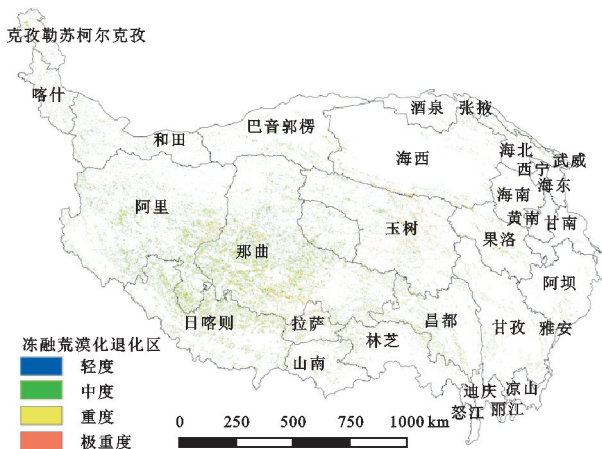 克孜勒苏柯尔克孜
喀什
和田
巴音郭楞
酒泉
张掖
海西
海北
武威
西宁
海东
海南
黄南
甘南
阿里
那曲
玉树
果洛
阿坝
日喀则
拉萨
昌都
甘孜
雅安
林芝
山南
迪庆
凉山
怒江
丽江
冻融荒漠化退化区
轻度
中度
重度
极重度
0 250 500 750 1000 km